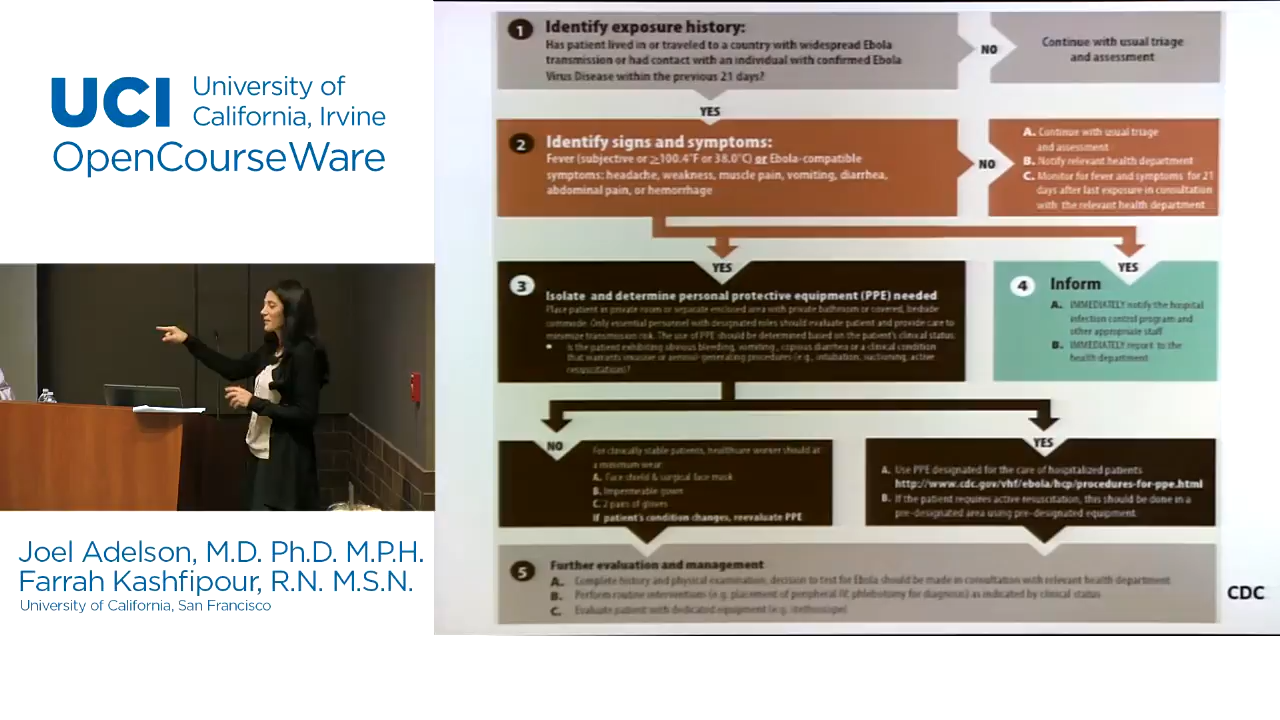 UCI University of
California, Irvine
OpenCourseWare
Joel Adelson, M.D. Ph.D. M.P.H.
Farrah Kashfipour, R.N. M.S.N.
University of California, San Francisco
1 Identify exposure history:
Has patient lived in or traveled to a country with widespread Ebola
transmission or had contact with an individual with confirmed Ebola
Virus Disease within the previous 21 days?
NO
Continue with usual triage
and assessment
YES
2 Identify signs and symptoms:
Fever (subjective or ≥100.4°F or 38.0°C) or Ebola-compatible
symptoms: headache, weakness, muscle pain, vomiting, diarrhea,
abdominal pain, or hemorrhage
NO
A. Continue with usual triage
and assessment
B. Notify relevant health department
C. Monitor for fever and symptoms for 21
days after last exposure in consultation
with the relevant health department
YES
YES
3
Isolate and determine personal protective equipment (PPE) needed
Place patient in private room or separate enclosed area with private bathroom or covered, bedside
commode. Only essential personnel with designated roles should evaluate patient and provide care to
minimize transmission risk. The use of PPE should be determined based on the patient's clinical status.
• Is the patient exhibiting obvious bleeding, vomiting, copious diarrhea or a clinical condition
that warrants invasive or aerosol-generating procedures (e.g., intubation, suctioning, active
resuscitation)?
4 Inform
A. IMMEDIATELY notify the hospital
infection control program and
other appropriate staff
B. IMMEDIATELY report to the
health department
NO
For clinically stable patients, healthcare worker should at
a minimum wear:
A. Face shield & surgical face mask
B. Impermeable gown
C. 2 pairs of gloves
If patient's condition changes, reevaluate PPE
YES
A. Use PPE designated for the care of hospitalized patients
http://www.cdc.gov/vhf/ebola/hcp/procedures-for-ppe.html
B. If the patient requires active resuscitation, this should be done in a
pre-designated area using pre-designated equipment.
5 Further evaluation and management
A. Complete history and physical examination; decision to test for Ebola should be made in consultation with relevant health department
B. Perform routine interventions (e.g. placement of peripheral IV, phlebotomy for diagnosis) as indicated by clinical status
C. Evaluate patient with dedicated equipment (e.g. stethoscope)
CDC